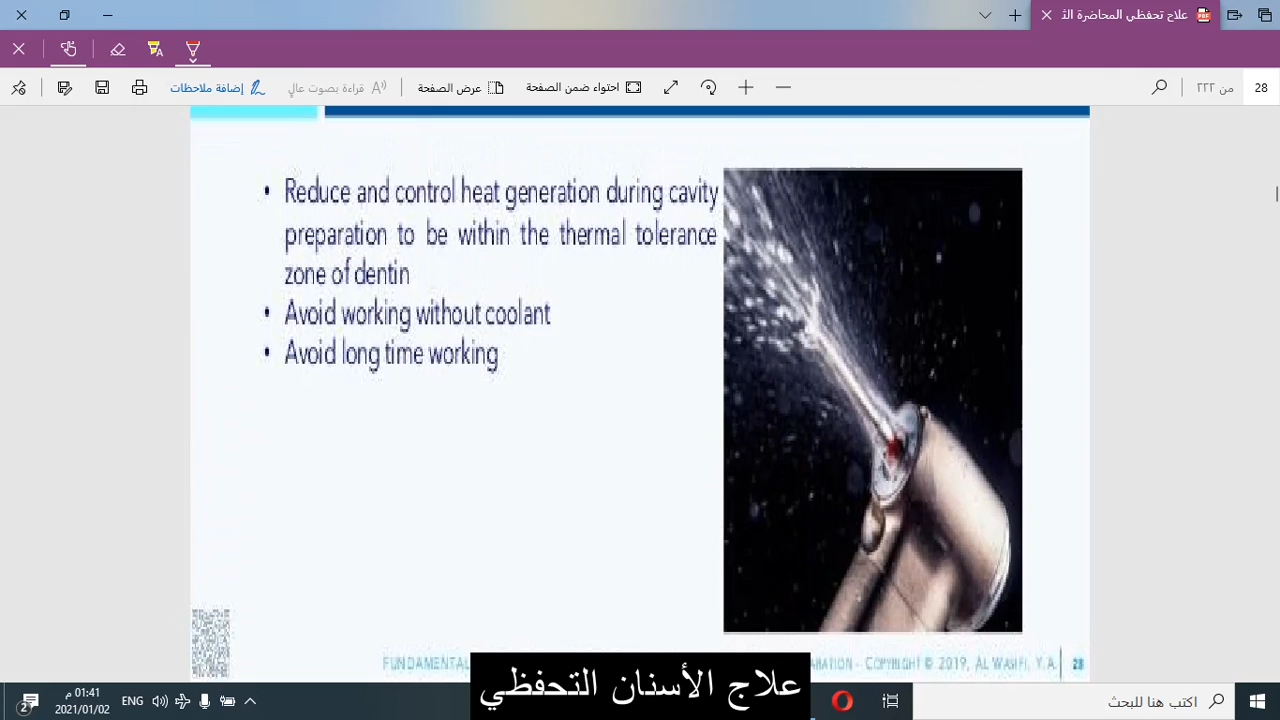 علاج تحفظي المحاضرة الثـ
إضافة ملاحظات
قراءة بصوت عالٍ
عرض الصفحة
احتواء ضمن الصفحة
من ٢٢٢
28
Reduce and control heat generation during cavity
preparation to be within the thermal tolerance
zone of dentin
Avoid working without coolant
Avoid long time working
FUNDAMENTAL
RATION - COPYRIGHT © 2019, AL WASIFI, Y.A. 28
علاج الأسنان التحفظي
01:41 م
2021/01/02
ENG
اكتب هنا للبحث